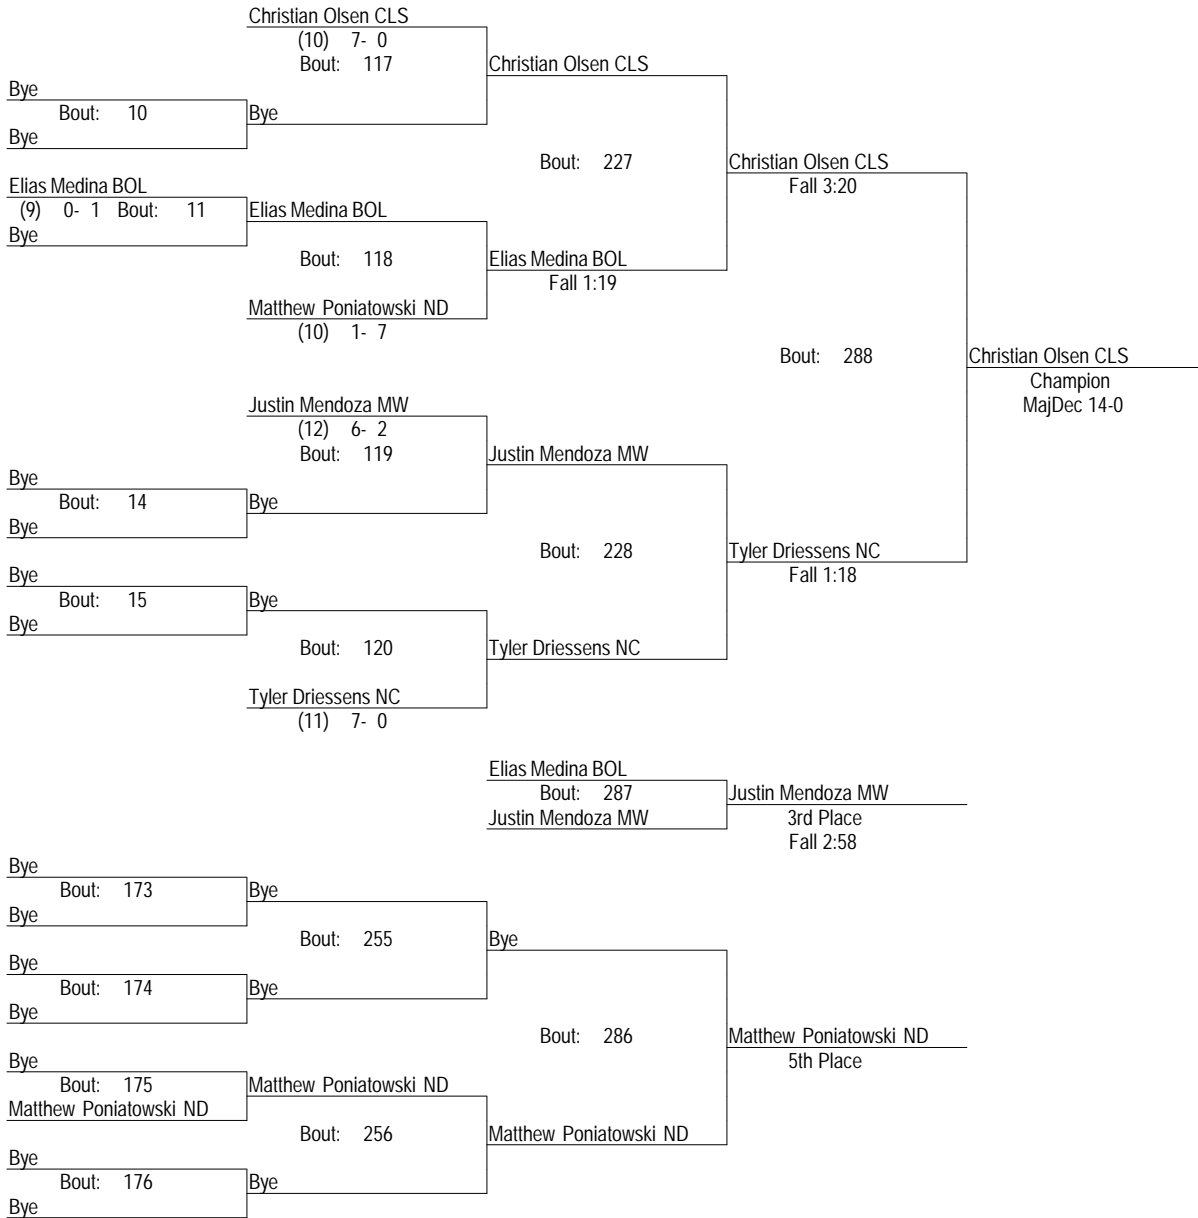 Christian Olsen CLS
(10) 7- 0
Bout: 117
Christian Olsen CLS
Bye
Bout: 10
Bye
Bye
Bout: 227
Christian Olsen CLS
Fall 3:20
Elias Medina BOL
(9) 0- 1 Bout: 11
Elias Medina BOL
Bye
Bout: 118
Elias Medina BOL
Fall 1:19
Matthew Poniatowski ND
(10) 1- 7
Bout: 288
Christian Olsen CLS
Champion
MajDec 14-0
Justin Mendoza MW
(12) 6- 2
Bout: 119
Justin Mendoza MW
Bye
Bout: 14
Bye
Bye
Bout: 228
Tyler Driessens NC
Fall 1:18
Bye
Bout: 15
Bye
Bye
Bout: 120
Tyler Driessens NC
Tyler Driessens NC
(11) 7- 0
Elias Medina BOL
Bout: 287
Justin Mendoza MW
Justin Mendoza MW
3rd Place
Fall 2:58
Bye
Bout: 173
Bye
Bye
Bout: 255
Bye
Bye
Bout: 174
Bye
Bye
Bout: 286
Matthew Poniatowski ND
5th Place
Bye
Bout: 175
Matthew Poniatowski ND
Matthew Poniatowski ND
Bout: 256
Matthew Poniatowski ND
Bye
Bout: 176
Bye
Bye